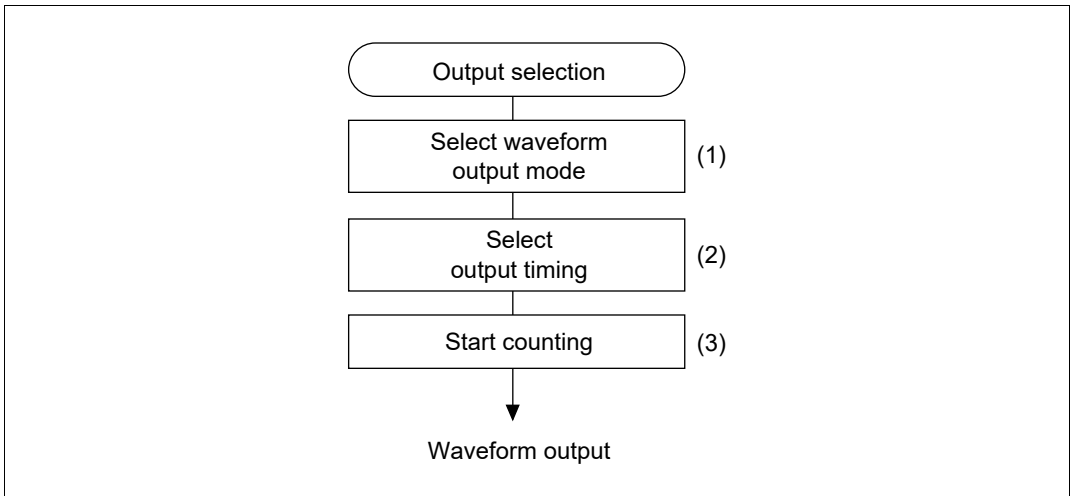 Output selection
Select waveform
output mode
(1)
Select
output timing
(2)
Start counting
(3)
Waveform output